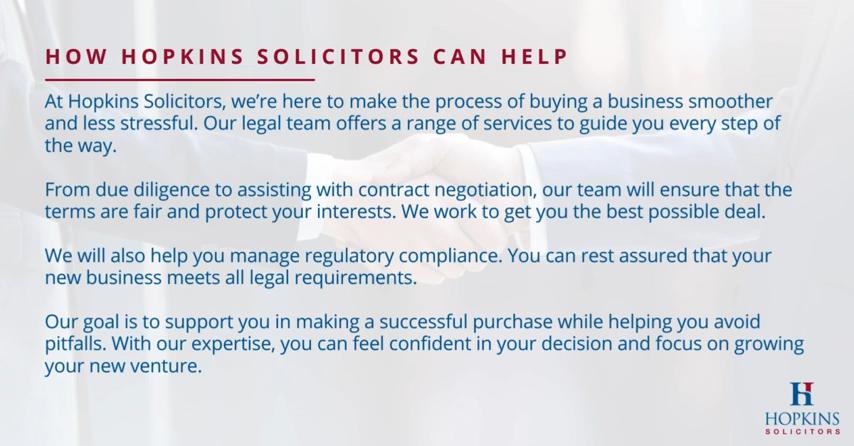 HOW HOPKINS SOLICITORS CAN HELP
At Hopkins Solicitors, we’re here to make the process of buying a business smoother
and less stressful. Our legal team offers a range of services to guide you every step of
the way.
From due diligence to assisting with contract negotiation, our team will ensure that the
terms are fair and protect your interests. We work to get you the best possible deal.
We will also help you manage regulatory compliance. You can rest assured that your
new business meets all legal requirements.
Our goal is to support you in making a successful purchase while helping you avoid
pitfalls. With our expertise, you can feel confident in your decision and focus on growing
your new venture.
H
HOPKINS
SOLICITORS